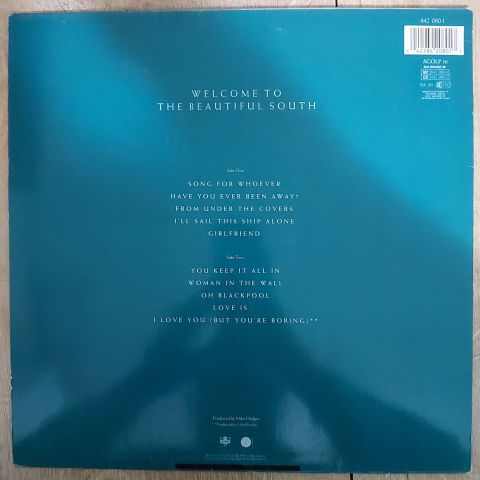 842 080-1
AGOLP 16
WELCOME TO
THE BEAUTIFUL SOUTH
Side One
SONG FOR WHOEVER
HAVE YOU EVER BEEN AWAY?
FROM UNDER THE COVERS
I'LL SAIL THIS SHIP ALONE
GIRLFRIEND
Side Two
YOU KEEP IT ALL IN
WOMAN IN THE WALL
OH BLACKPOOL
LOVE IS...
I LOVE YOU (BUT YOU'RE BORING)**
Produced by Mike Hedges